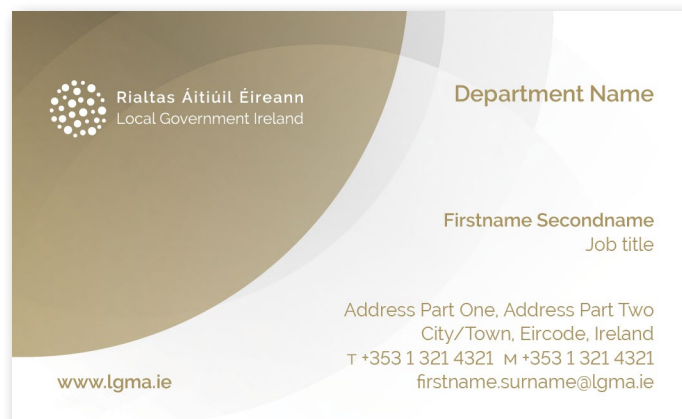 Rialtas Áitiúil Éireann
Local Government Ireland
Department Name
Firstname Secondname
Job title
Address Part One, Address Part Two
City/Town, Eircode, Ireland
T +353 1 321 4321 M +353 1 321 4321
firstname.surname@lgma.ie
www.lgma.ie